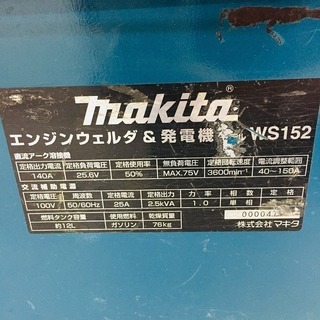 makita
エンジンウェルダ & 発電機 WS152
直流アーク溶接機
定格出力電流 定格負荷電圧 定格使用率 無負荷電圧 定格回転速度 電流調整範囲
140A 25.6V 50% MAX.75V 3600min⁻¹ 40~150A
交流補助電源
定格電圧 周波数 定格電流 定格出力 力率 相数 定格
100V 50/60Hz 25A 2.5kVA 1.0 単相
燃料タンク容量 使用燃料 乾燥質量
約12L ガソリン 76kg
株式会社 マキタ